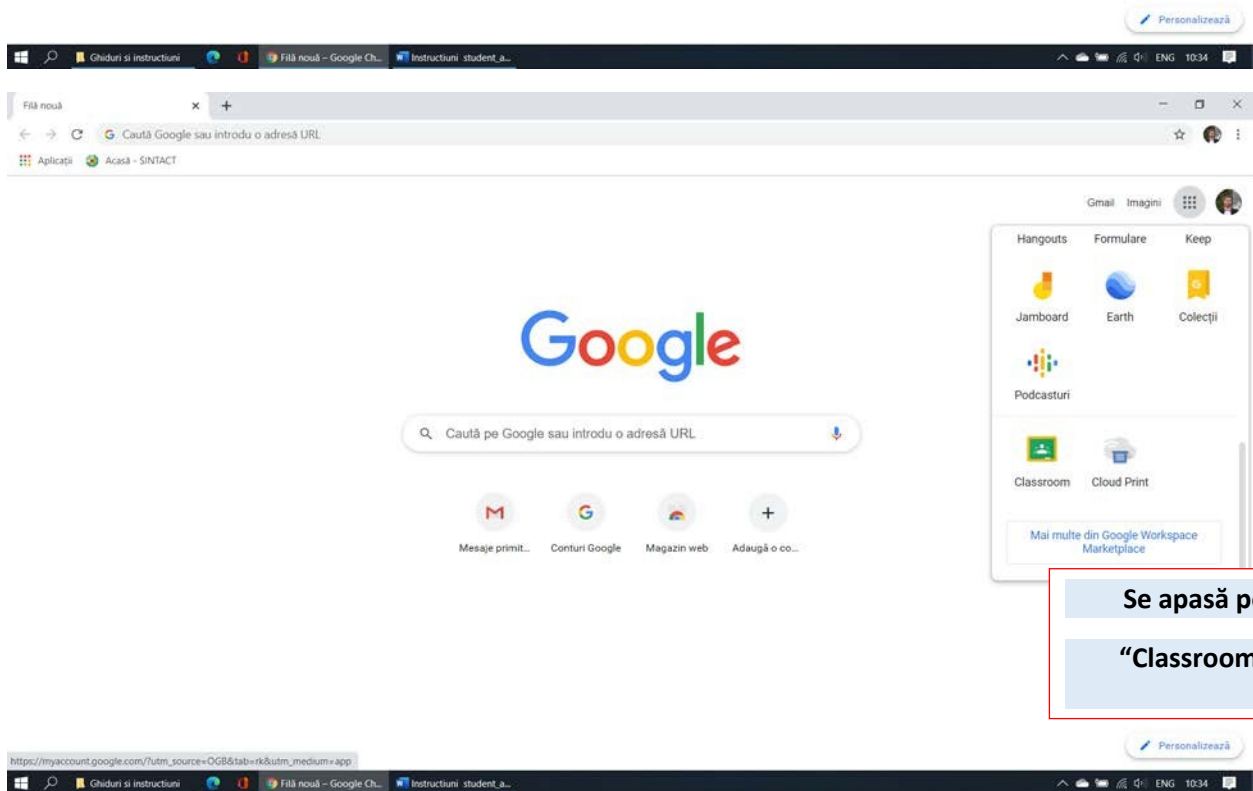 Personalizează
Ghiduri si instructiuni Filă nouă – Google Ch... Instructiuni student_a... ENG 10:34
Filă nouă
Caută Google sau introdu o adresă URL
Aplicații Acasă - SINTACT
Gmail Imagini
Hangouts Formulare Keep
Jamboard Earth Colecții
Podcasturi
Google
Caută pe Google sau introdu o adresă URL
Classroom Cloud Print
Mesaje primit... Conturi Google Magazin web Adaugă o co...
Mai multe din Google Workspace
Marketplace
Se apasă
“Classroom
Personalizează
https://myaccount.google.com/?utm_source=OGB&tab=rk&utm_medium=app
Ghiduri si instructiuni Filă nouă – Google Ch... Instructiuni student_a... ENG 10:34